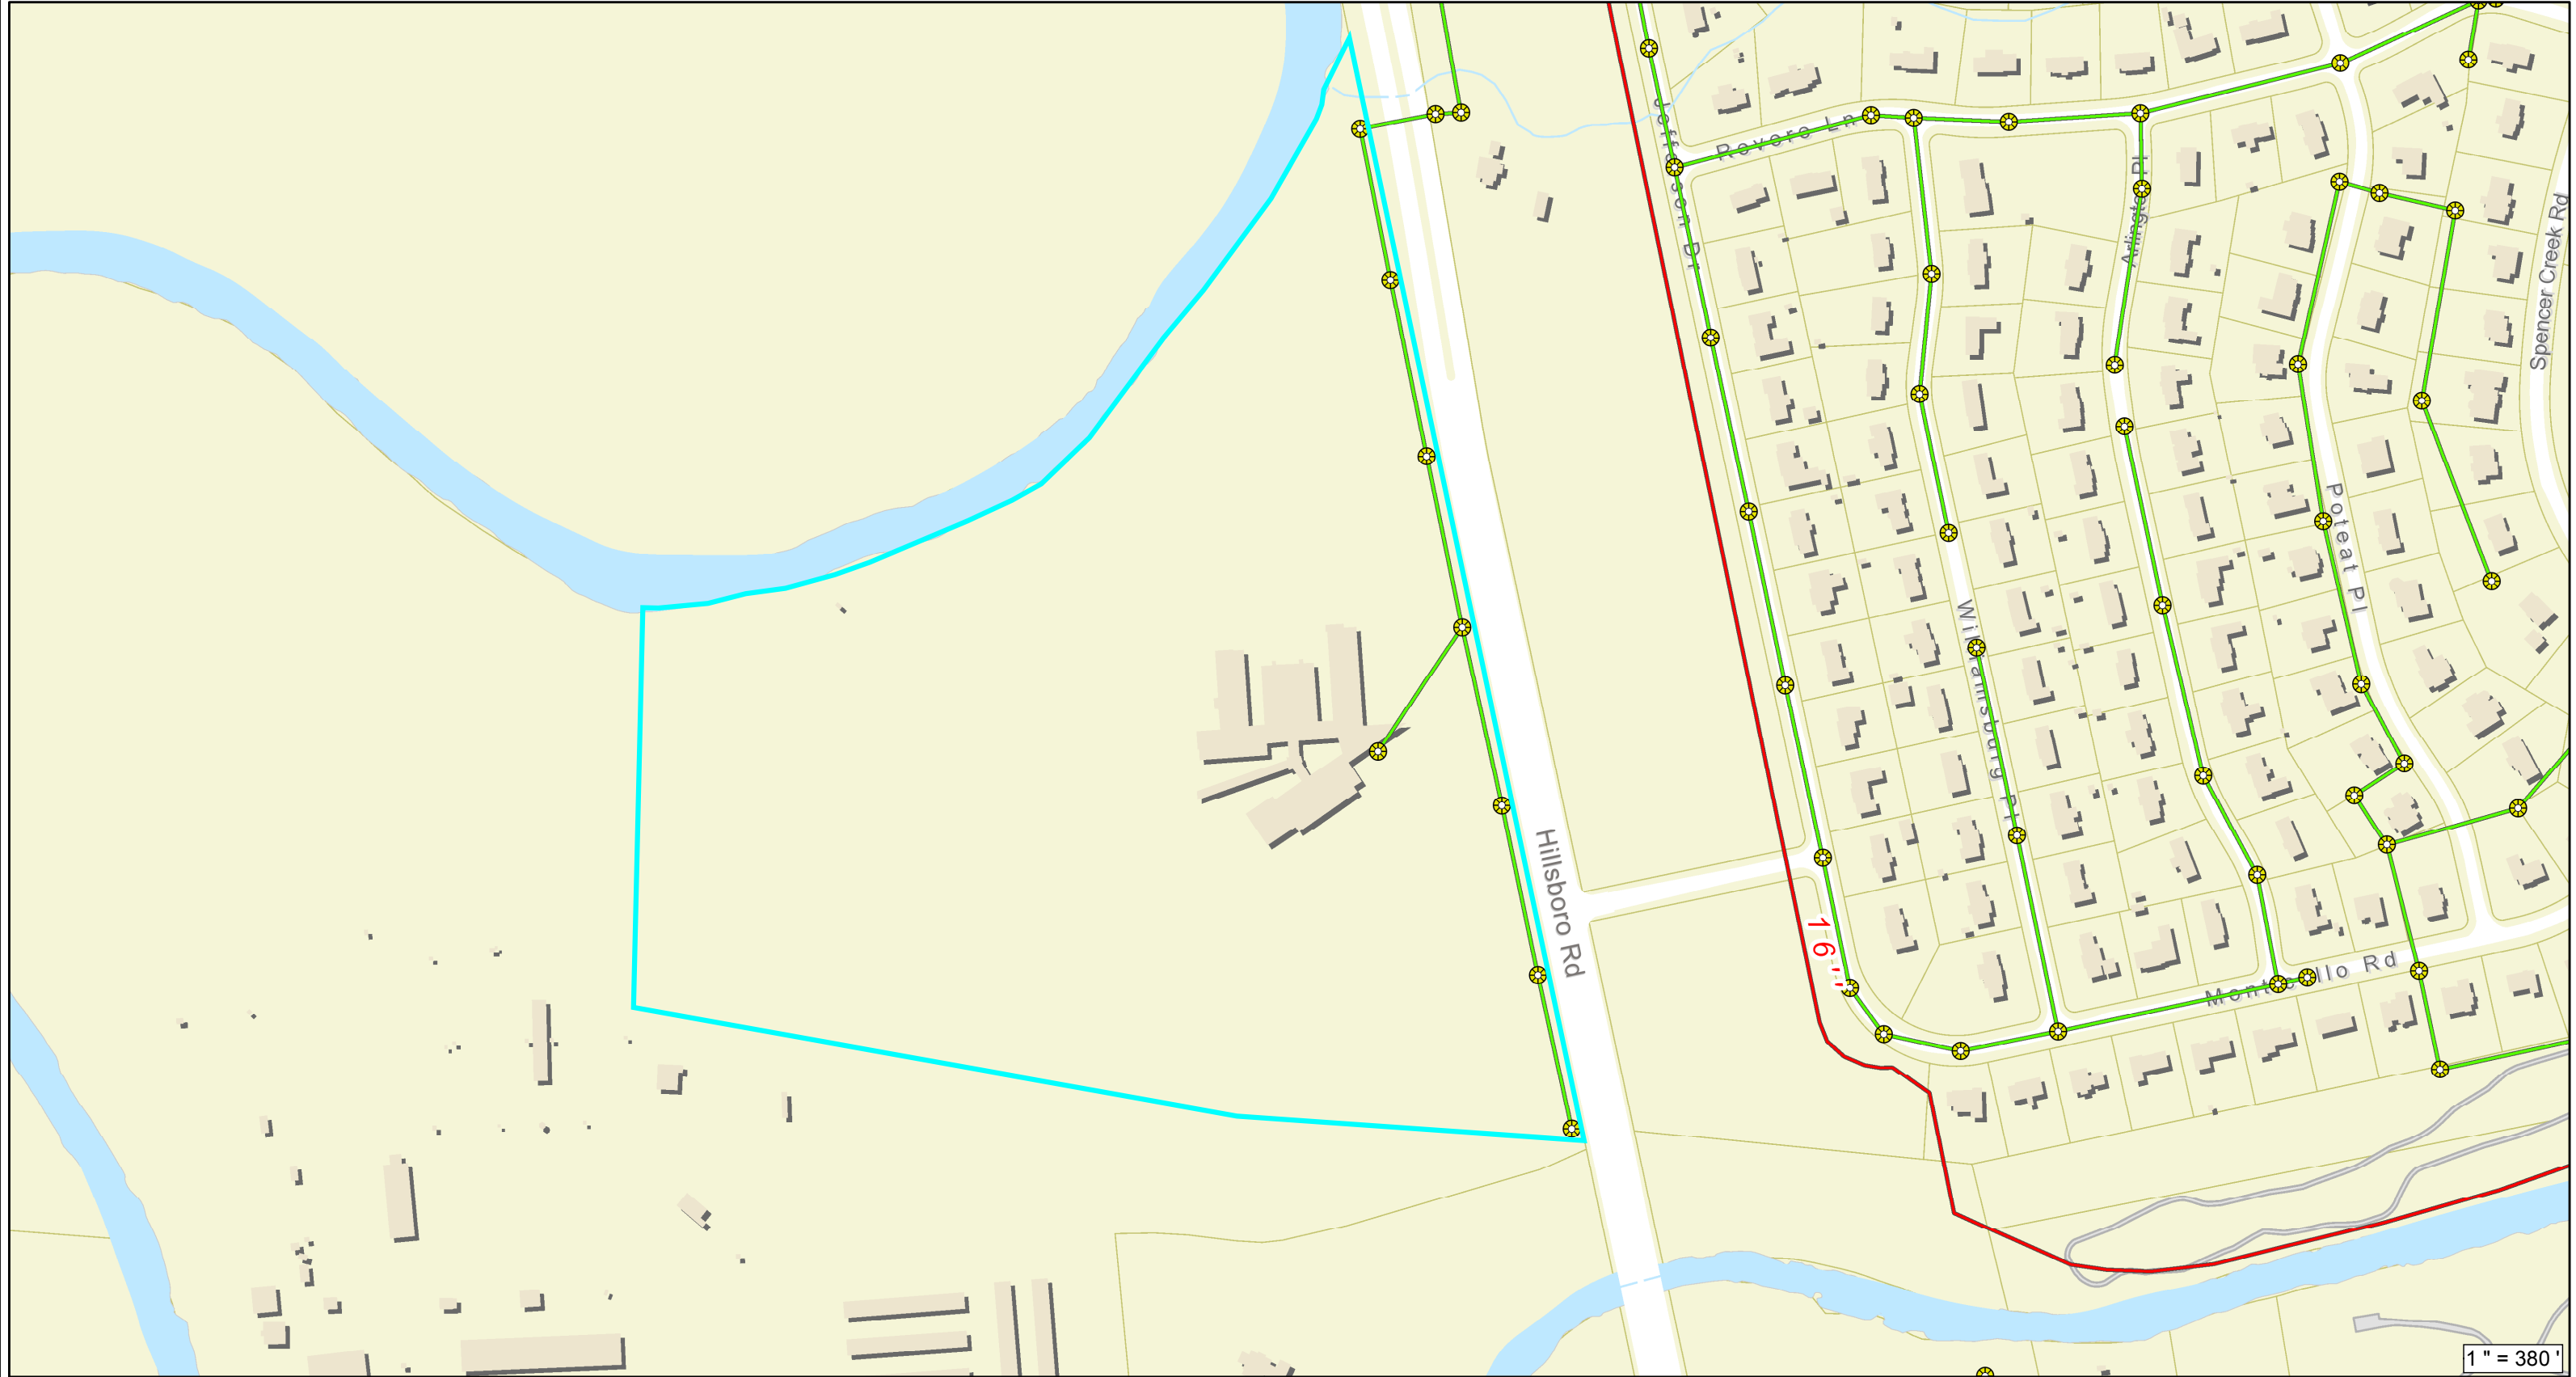 Jefferson Dr
Revere Ln
Arlington Pl
Spencer Creek Rd
Poteat Pl
Williamsburg Pl
Hillsboro Rd
16"
Monticello Rd
1 " = 380 '